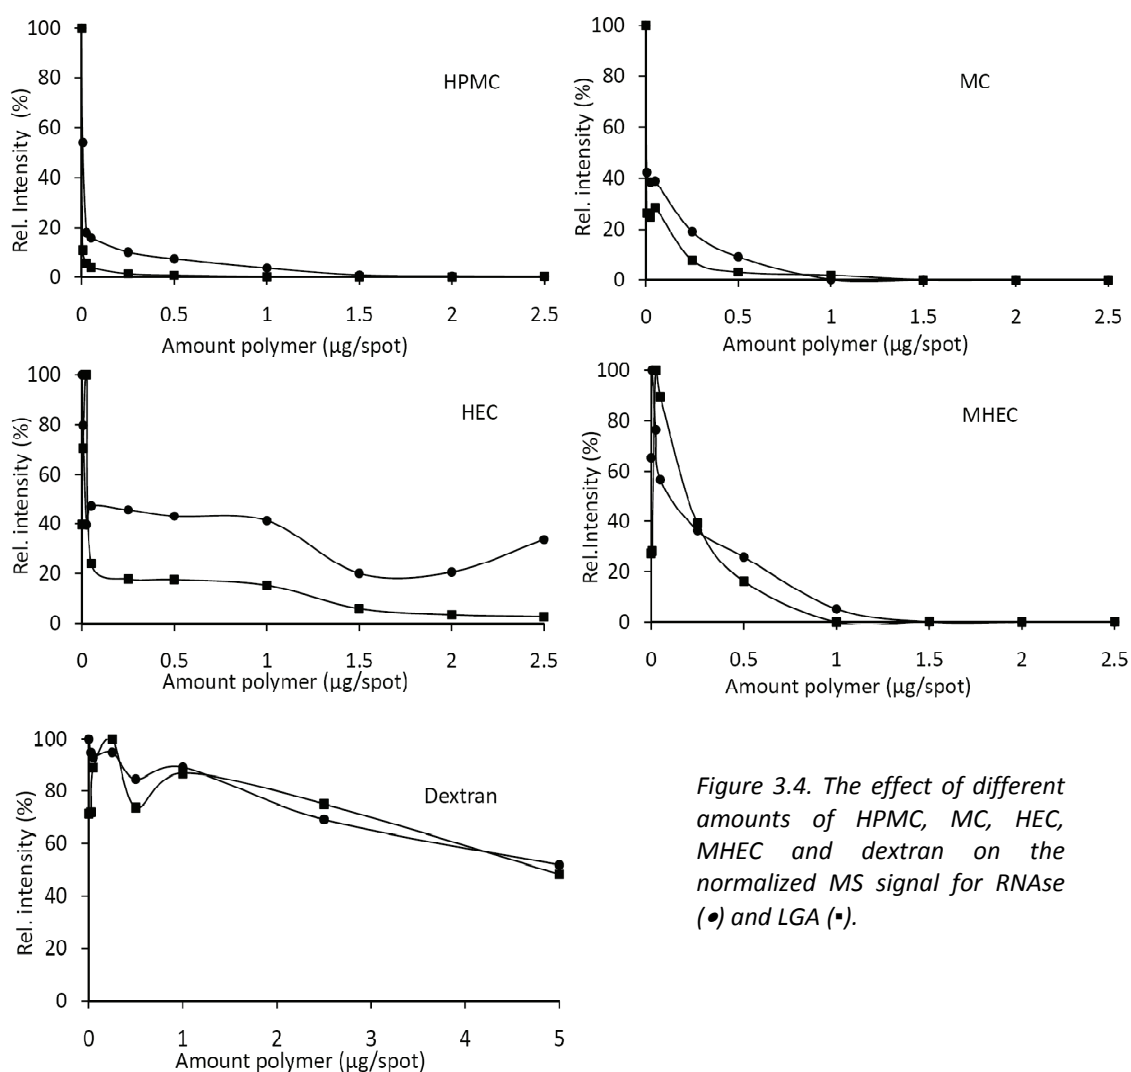 100
80
60
40
20
0
Rel. Intensity (%)
HPMC
0 0.5 1 1.5 2 2.5
Amount polymer (µg/spot)
100
80
60
40
20
0
Rel. intensity (%)
MC
0 0.5 1 1.5 2 2.5
Amount polymer (µg/spot)
100
80
60
40
20
0
Rel. intensity (%)
HEC
0 0.5 1 1.5 2 2.5
Amount polymer (µg/spot)
100
80
60
40
20
0
Rel.Intensity (%)
MHEC
0 0.5 1 1.5 2 2.5
Amount polymer (µg/spot)
100
80
60
40
20
0
Rel. intensity (%)
Dextran
0 1 2 3 4 5
Amount polymer (µg/spot)
Figure 3.4. The effect of different
amounts of HPMC, MC, HEC,
MHEC and dextran on the
normalized MS signal for RNAse
(●) and LGA (▪).